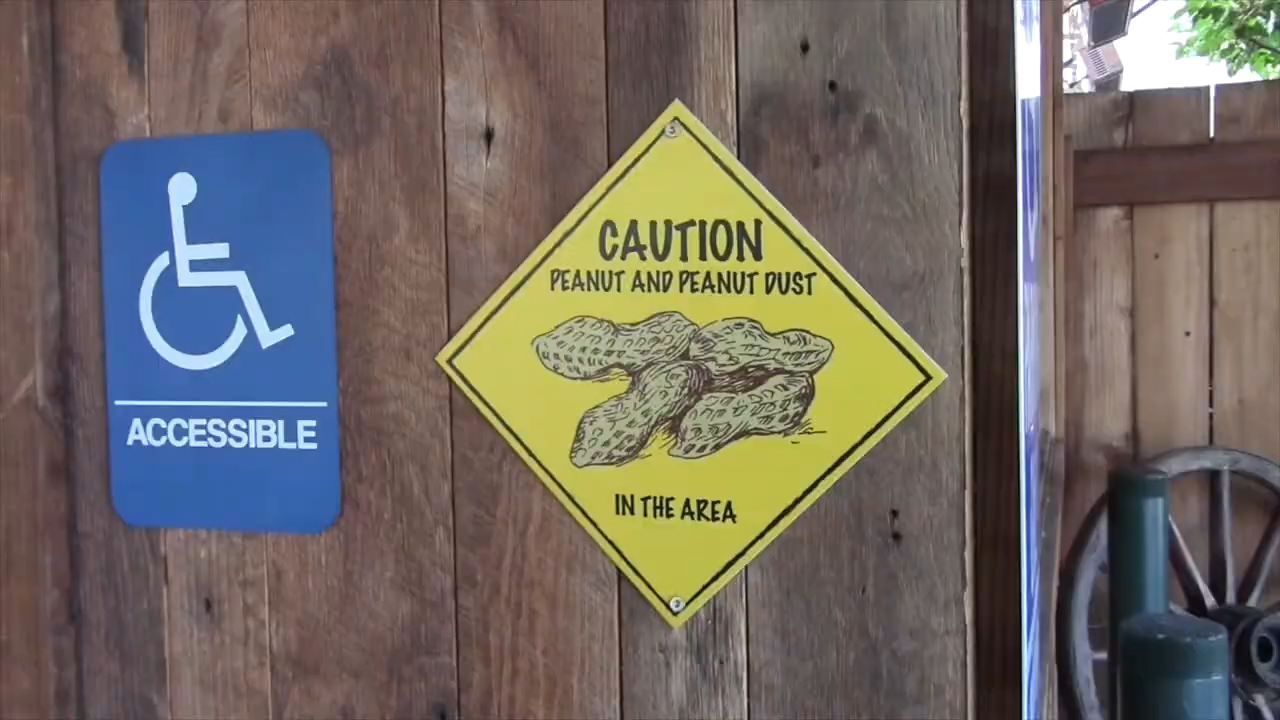 ACCESSIBLE
CAUTION
PEANUT AND PEANUT DUST
IN THE AREA